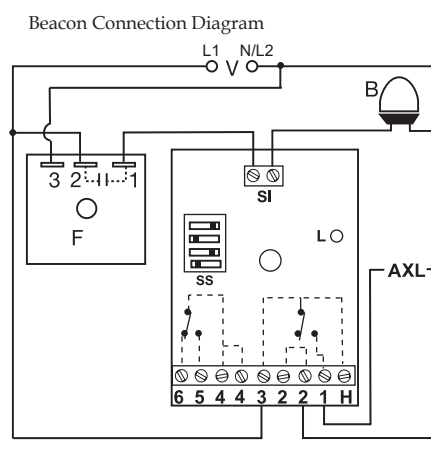 Beacon Connection Diagram
L1 V N/L2
B
3 2 1
F
SI
L
SS
AXL
6 5 4 4 3 2 2 1 H